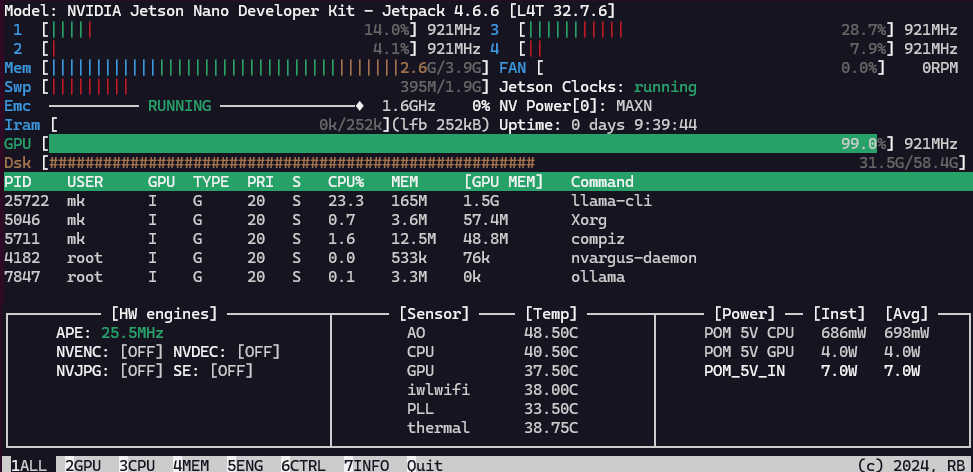 Model: NVIDIA Jetson Nano Developer Kit - Jetpack 4.6.6 [L4T 32.7.6]
1 [||||| 14.0%] 921MHz 3 [||||||||||| 28.7%] 921MHz
2 [| 4.1%] 921MHz 4 [|| 7.9%] 921MHz
Mem [|||||||||||||||||||||||||||||||||||||||2.6G/3.9G] FAN [ 0.0%] 0RPM
Swp [||||||||| 395M/1.9G] Jetson Clocks: running
Emc RUNNING 1.6GHz 0% NV Power[0]: MAXN
Iram [ 0k/252k](lfb 252kB) Uptime: 0 days 9:39:44
GPU [ 99.0%] 921MHz
Dsk [###################################################### 31.5G/58.4G]
PID USER GPU TYPE PRI S CPU% MEM [GPU MEM] Command
25722 mk I G 20 S 23.3 165M 1.5G llama-cli
5046 mk I G 20 S 0.7 3.6M 57.4M Xorg
5711 mk I G 20 S 1.6 12.5M 48.8M compiz
4182 root I G 20 S 0.0 533k 76k nvargus-daemon
7847 root I G 20 S 0.1 3.3M 0k ollama
[HW engines] [Sensor] [Temp] [Power] [Inst] [Avg]
APE: 25.5MHz AO 48.50C POM 5V CPU 686mW 698mW
NVENC: [OFF] NVDEC: [OFF] CPU 40.50C POM 5V GPU 4.0W 4.0W
NVJPG: [OFF] SE: [OFF] GPU 37.50C POM_5V_IN 7.0W 7.0W
iwlwifi 38.00C
PLL 33.50C
thermal 38.75C
1ALL 2GPU 3CPU 4MEM 5ENG 6CTRL 7INFO Quit (c) 2024, RB